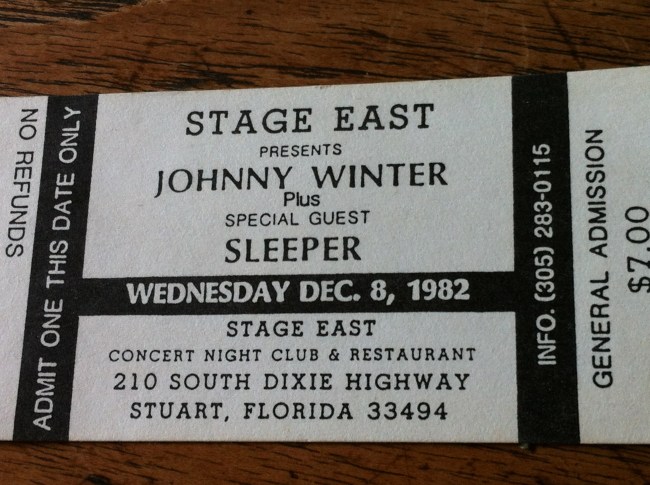 NO REFUNDS
ADMIT ONE THIS DATE ONLY
STAGE EAST
PRESENTS
JOHNNY WINTER
Plus
SPECIAL GUEST
SLEEPER
WEDNESDAY DEC. 8, 1982
STAGE EAST
CONCERT NIGHT CLUB & RESTAURANT
210 SOUTH DIXIE HIGHWAY
STUART, FLORIDA 33494
INFO. (305) 283-0115
GENERAL ADMISSION
$7.00